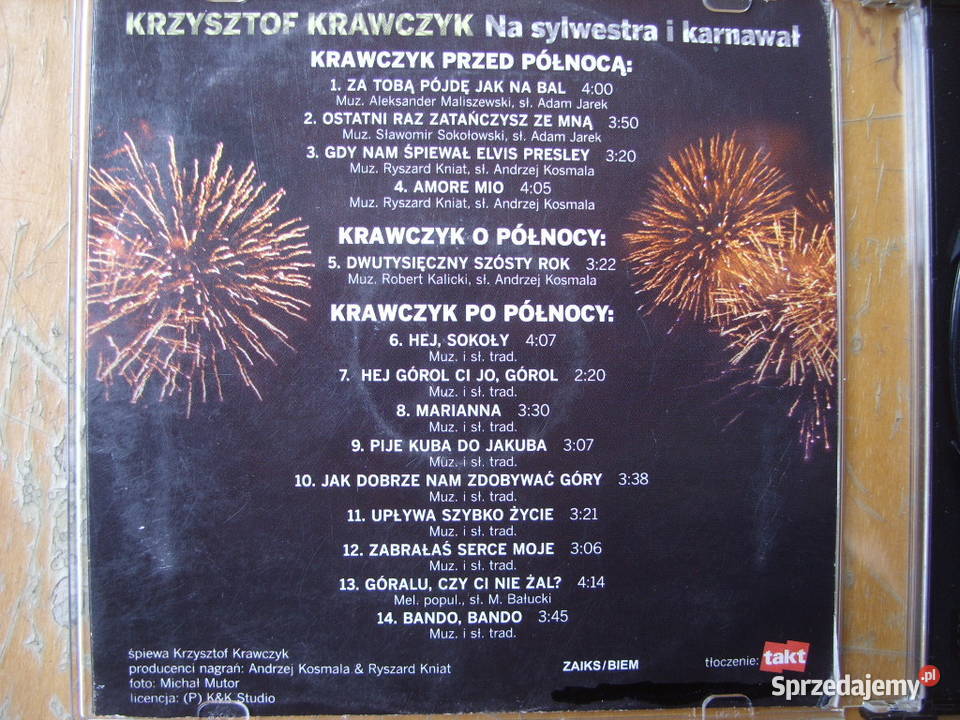 KRZYSZTOF KRAWCZYK Na sylwestra i karnawał
KRAWCZYK PRZED PÓŁNOCĄ:
1. ZA TOBĄ PÓJDĘ JAK NA BAL 4:00
Muz. Aleksander Maliszewski, sł. Adam Jarek
2. OSTATNI RAZ ZATAŃCZYSZ ZE MNĄ 3:50
Muz. Sławomir Sokołowski, sł. Adam Jarek
3. GDY NAM ŚPIEWAŁ ELVIS PRESLEY 3:20
Muz. Ryszard Kniat, sł. Andrzej Kosmala
4. AMORE MIO 4:05
Muz. Ryszard Kniat, sł. Andrzej Kosmala
KRAWCZYK O PÓŁNOCY:
5. DWUTYSIĘCZNY SZÓSTY ROK 3:22
Muz. Robert Kalicki, sł. Andrzej Kosmala
KRAWCZYK PO PÓŁNOCY:
6. HEJ, SOKOŁY 4:07
Muz. i sł. trad.
7. HEJ GÓROL CI JO, GÓROL 2:20
Muz. i sł. trad.
8. MARIANNA 3:30
Muz. i sł. trad.
9. PIJE KUBA DO JAKUBA 3:07
Muz. i sł. trad.
10. JAK DOBRZE NAM ZDOBYWAĆ GÓRY 3:38
Muz. i sł. trad.
11. UPŁYWA SZYBKO ŻYCIE 3:21
Muz. i sł. trad.
12. ZABRAŁAŚ SERCE MOJE 3:06
Muz. i sł. trad.
13. GÓRALU, CZY CI NIE ŻAL? 4:14
Mel. popul., sł. M. Bałucki
14. BANDO, BANDO 3:45
Muz. i sł. trad.
śpiewa Krzysztof Krawczyk
producenci nagrań: Andrzej Kosmala & Ryszard Kniat
foto: Michał Mutor
licencja: (P) K&K Studio
ZAIKS/BIEM
tłoczenie: takt
Sprzedajemy.pl